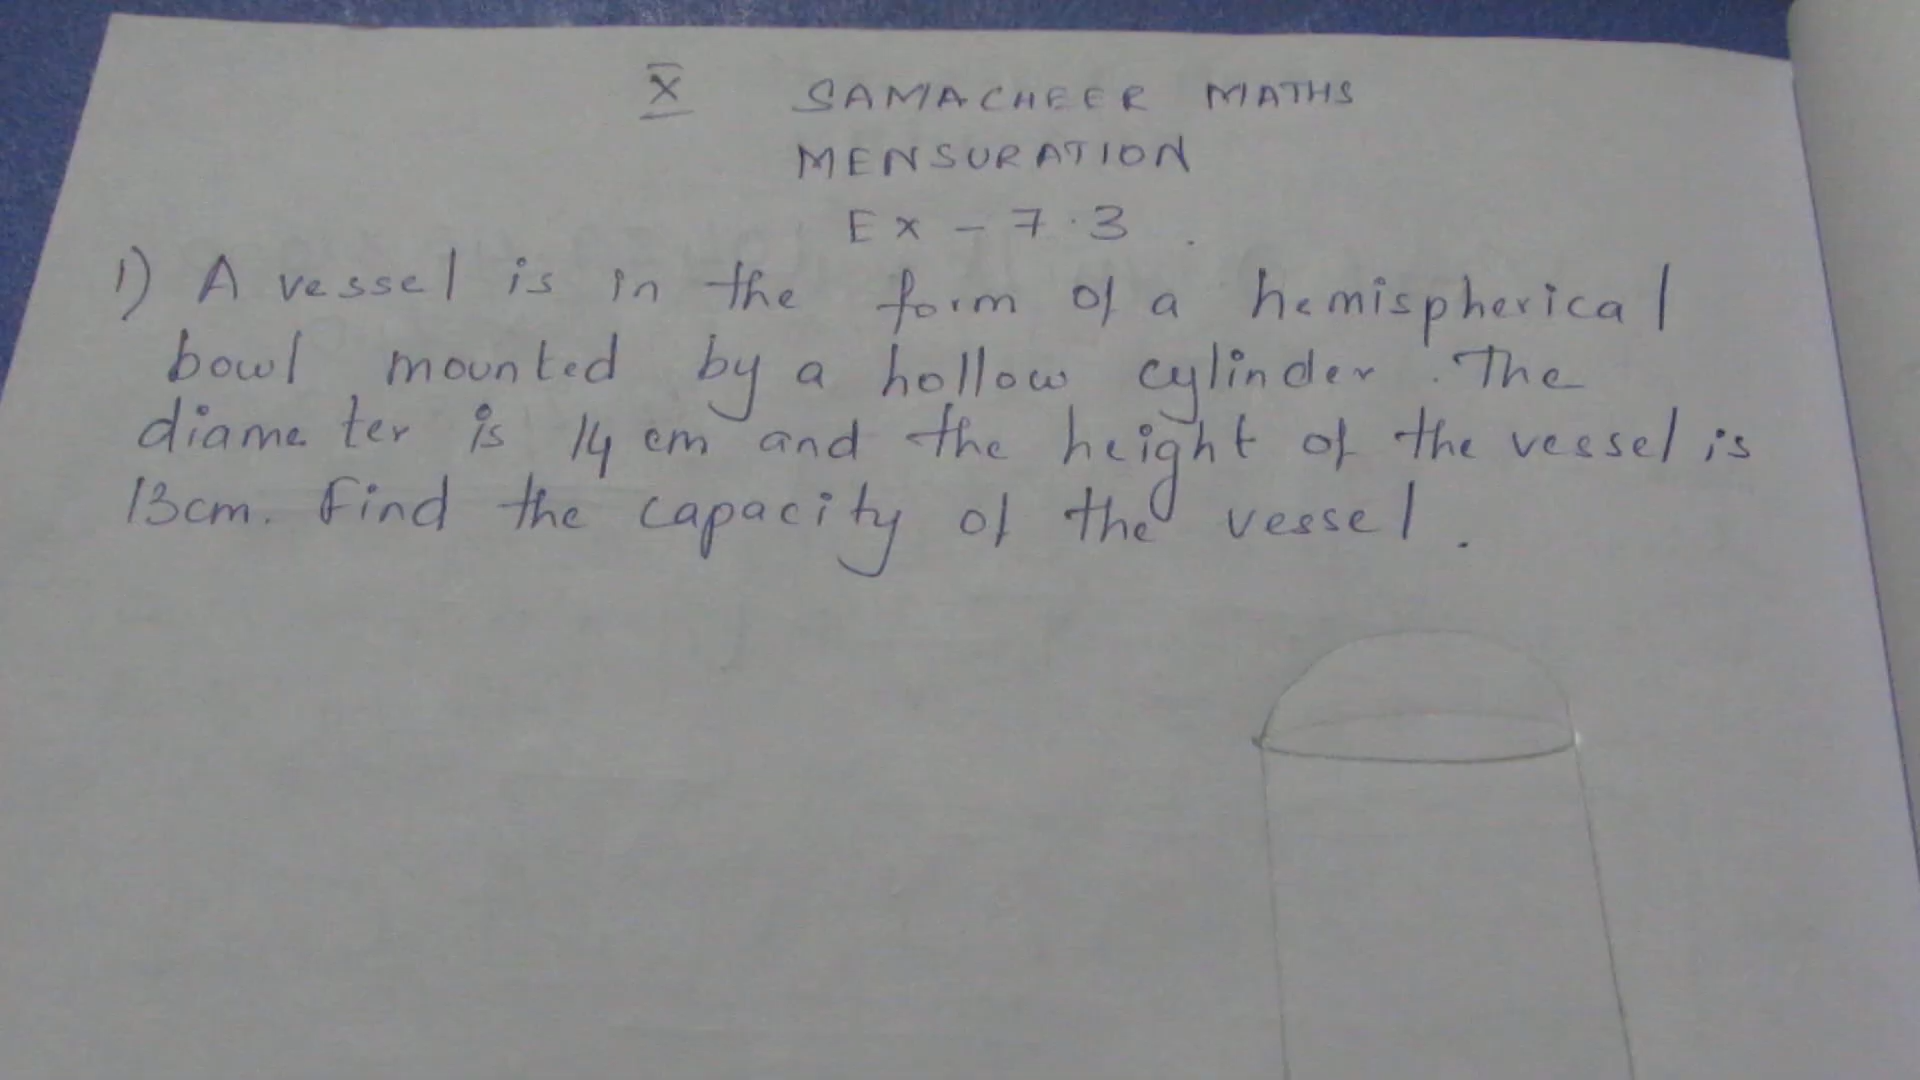 X SAMACHEER MATHS
MENSURATION
Ex - 7.3.
1) A vessel is in the form of a hemispherical
bowl mounted by a hollow cylinder. The
diameter is 14 cm and the height of the vessel is
13cm. Find the capacity of the vessel.